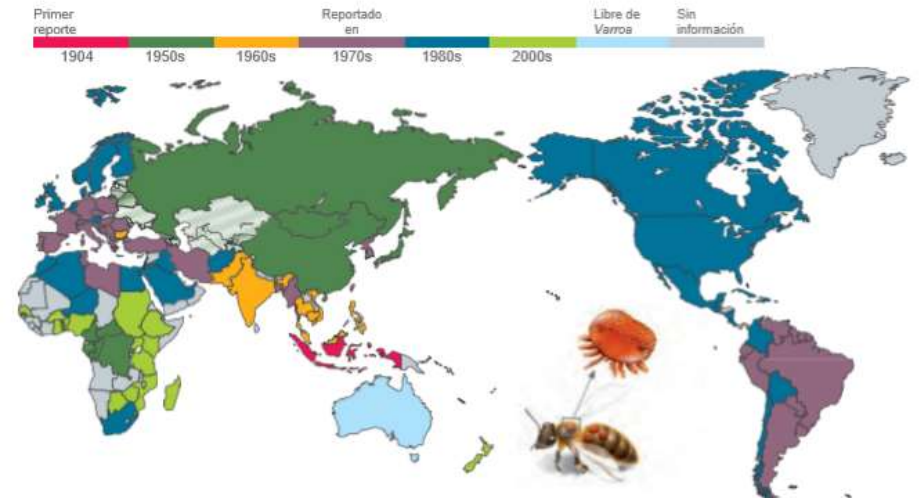 Primer
reporte
Reportado
en
Libre de
Varroa
Sin
información
1904
1950s
1960s
1970s
1980s
2000s